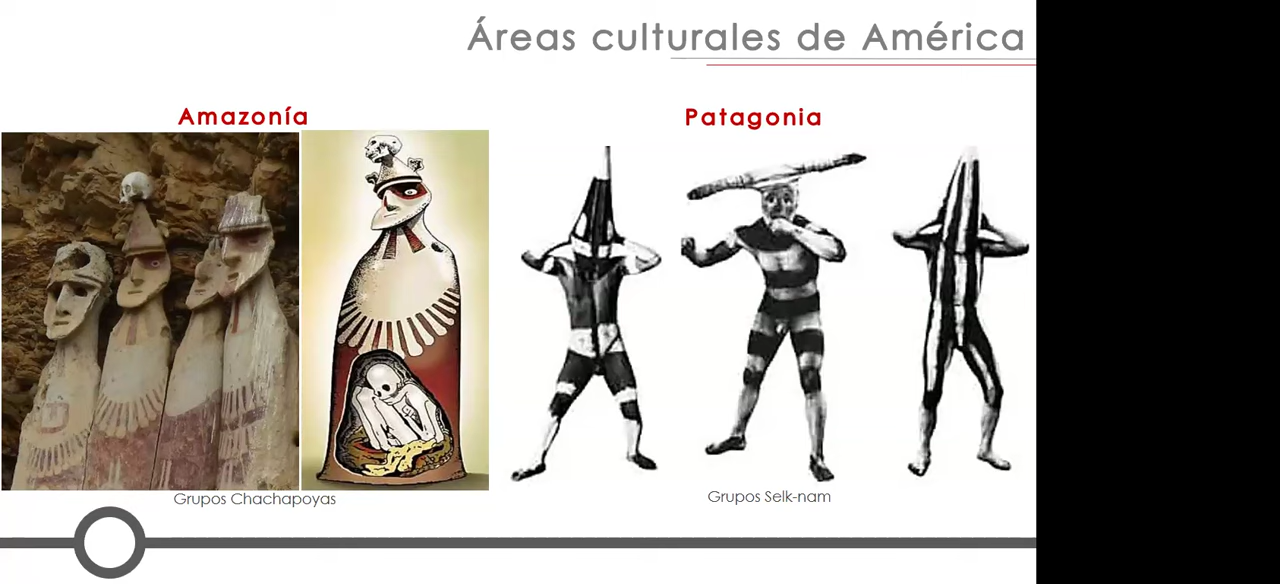 Áreas culturales de América
Amazonía
Patagonia
Grupos Chachapoyas
Grupos Selk-nam